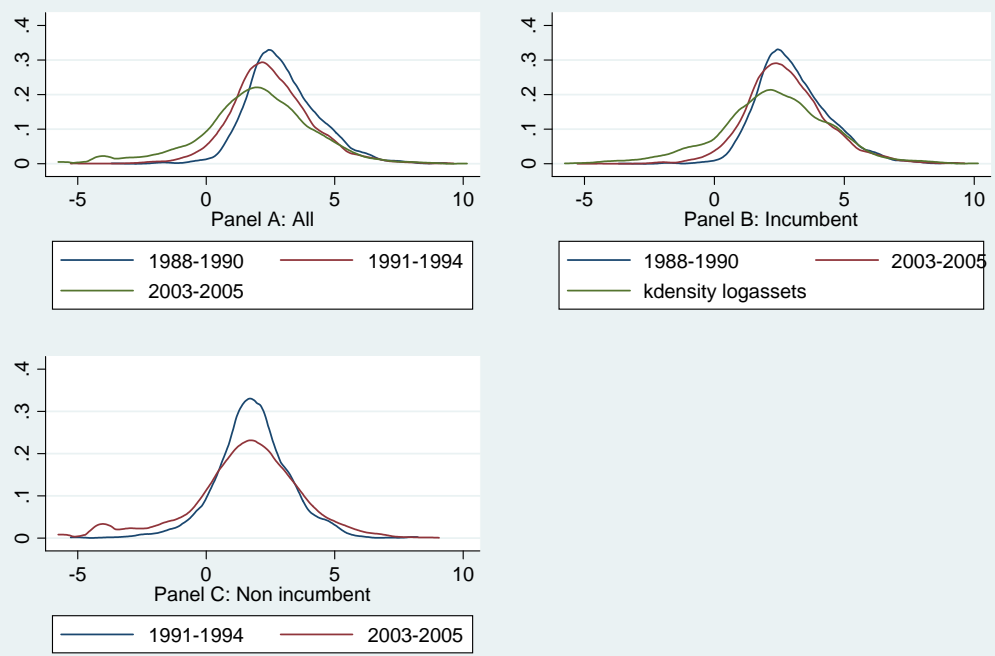 .4
.3
.2
.1
0
-5 0 5 10
Panel A: All
1988-1990 1991-1994
2003-2005
.4
.3
.2
.1
0
-5 0 5 10
Panel B: Incumbent
1988-1990 2003-2005
kdensity logassets
.4
.3
.2
.1
0
-5 0 5 10
Panel C: Non incumbent
1991-1994 2003-2005